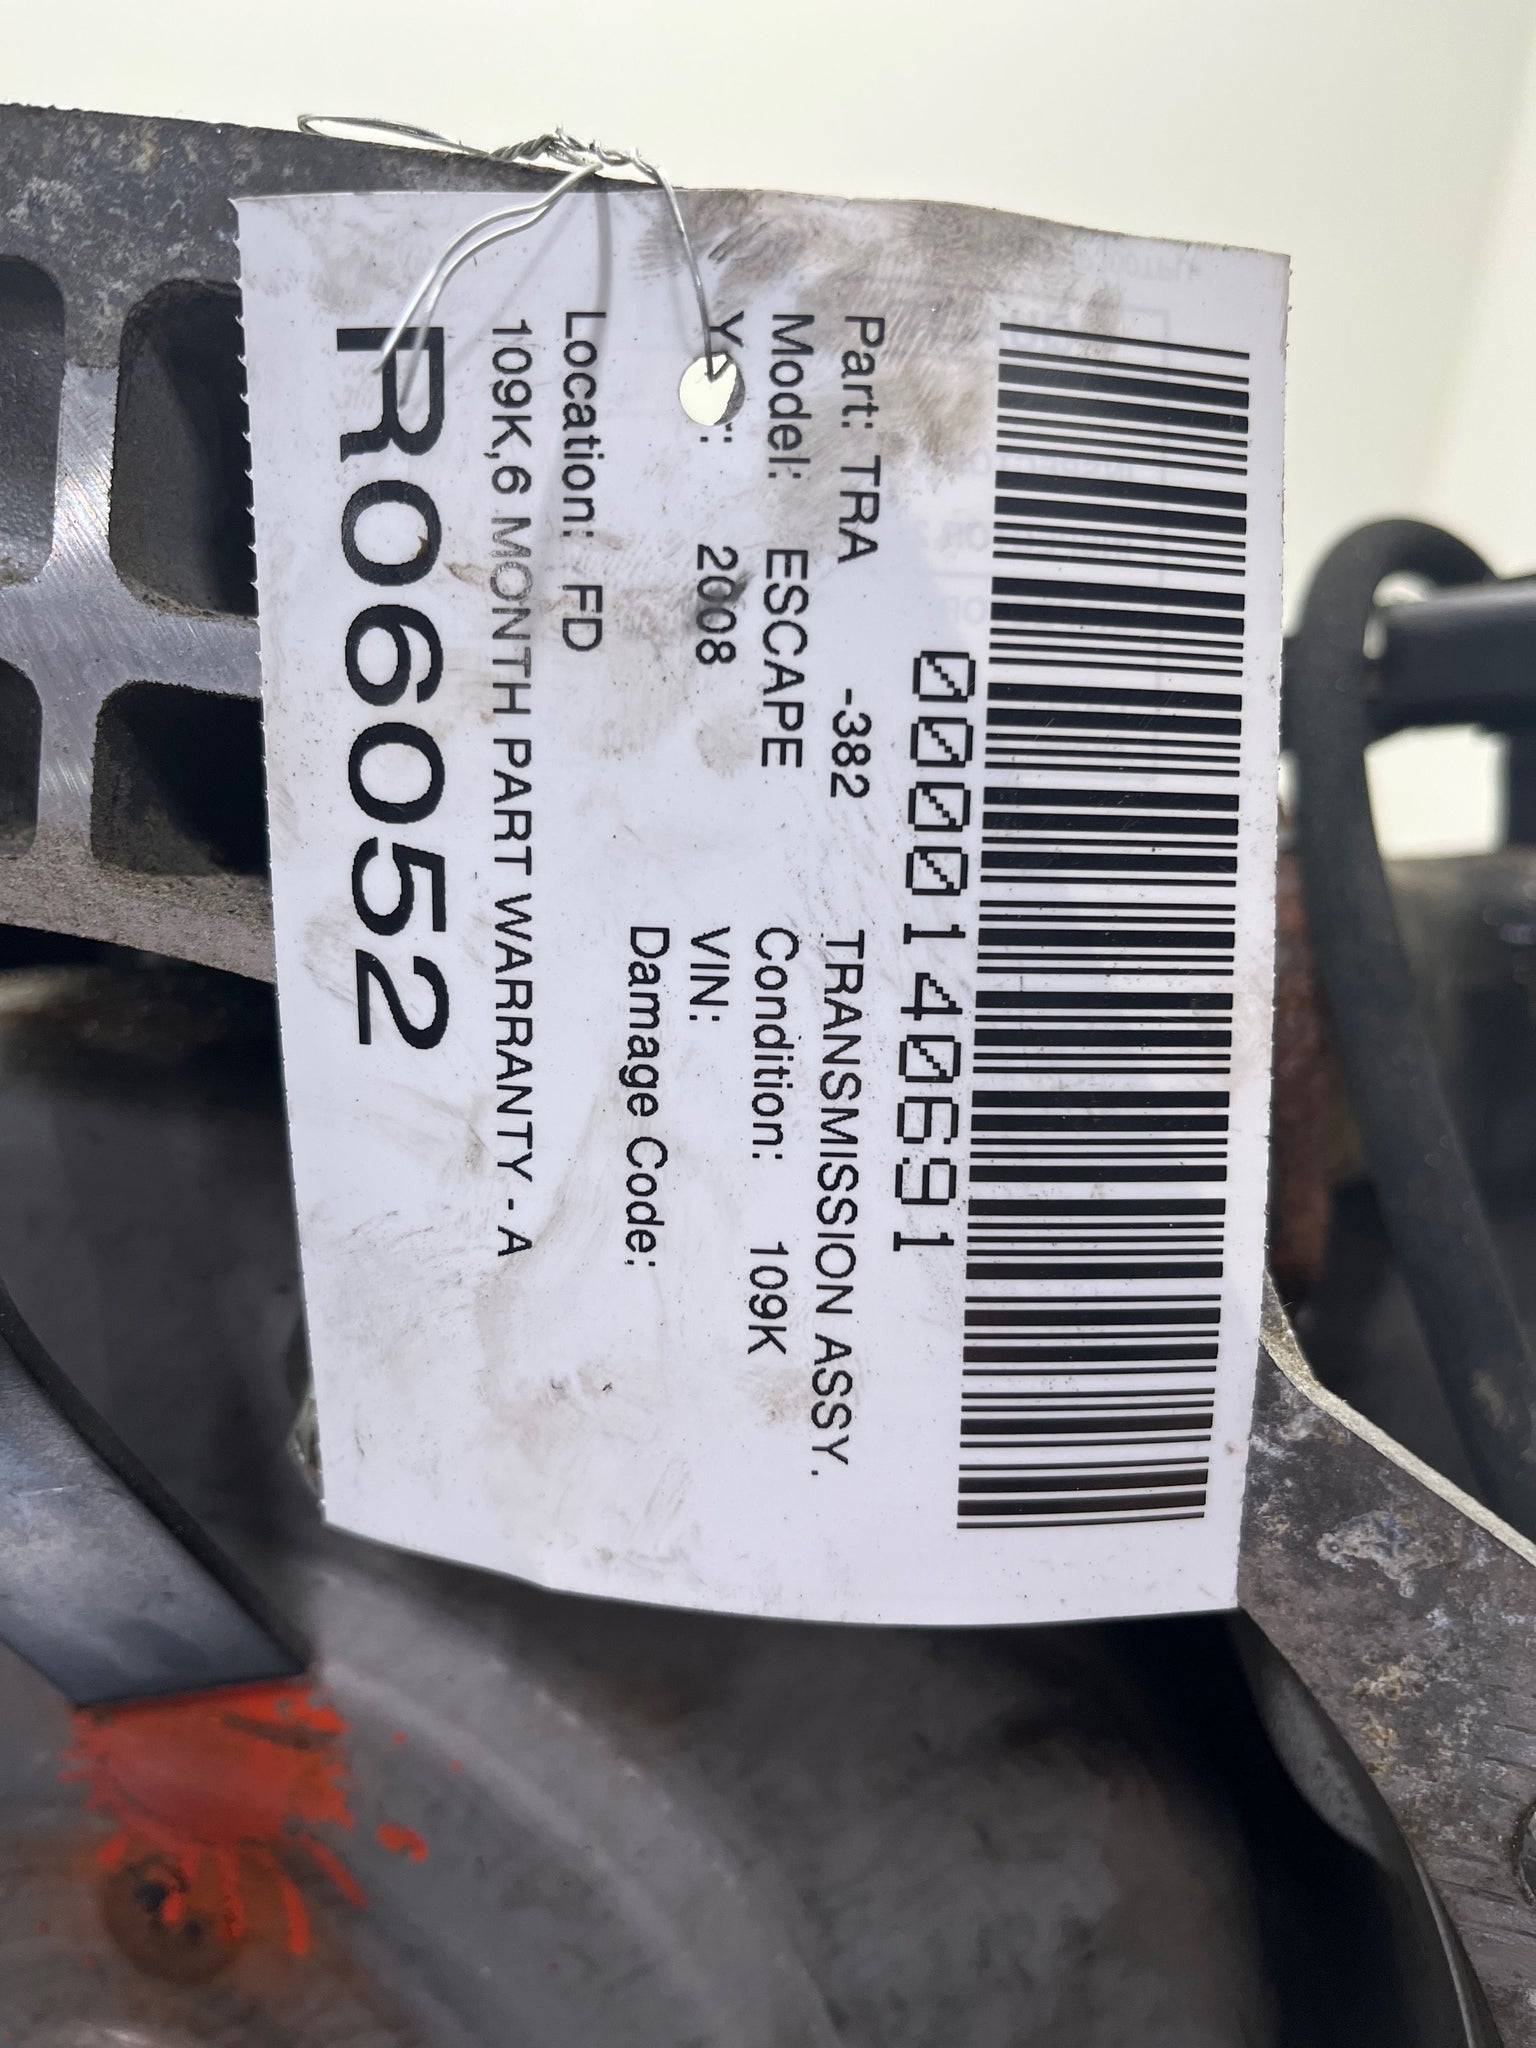 0000140691
Part: TRA -382 TRANSMISSION ASSY.
Model: ESCAPE Condition: 109K
2008 VIN:
Damage Code:
Location: FD
109K,6 MONTH PART WARRANTY - A
R06052